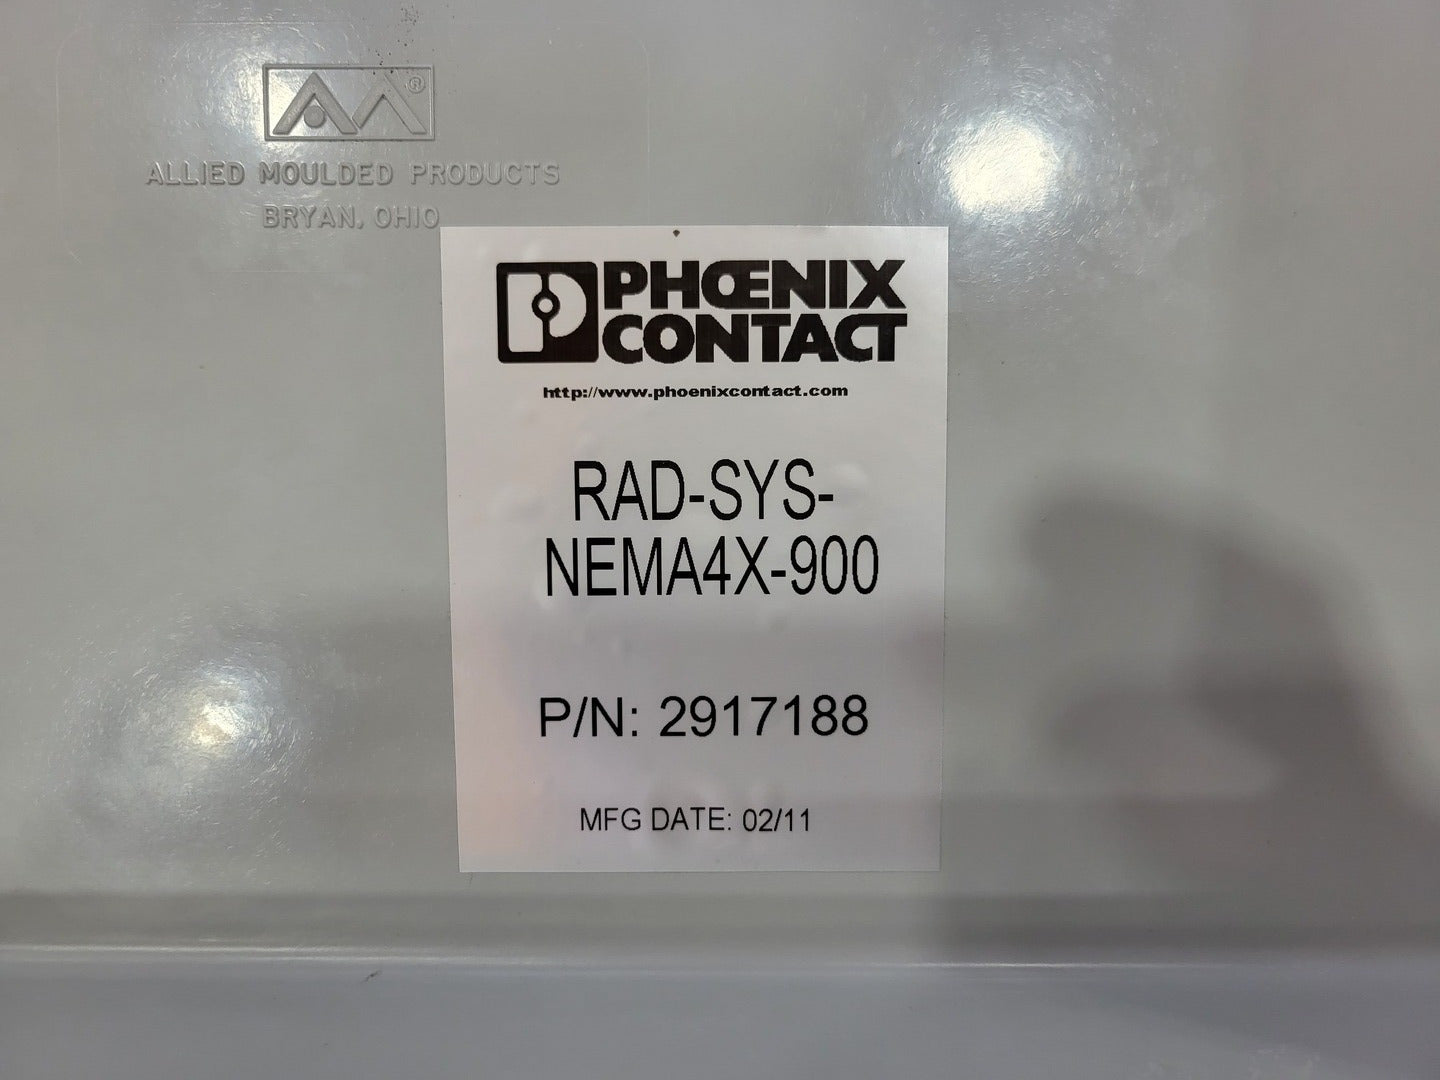 ALLIED MOULDED PRODUCTS
BRYAN, OHIO
PHŒNIX
CONTACT
http://www.phoenixcontact.com
RAD-SYS-
NEMA4X-900
P/N: 2917188
MFG DATE: 02/11